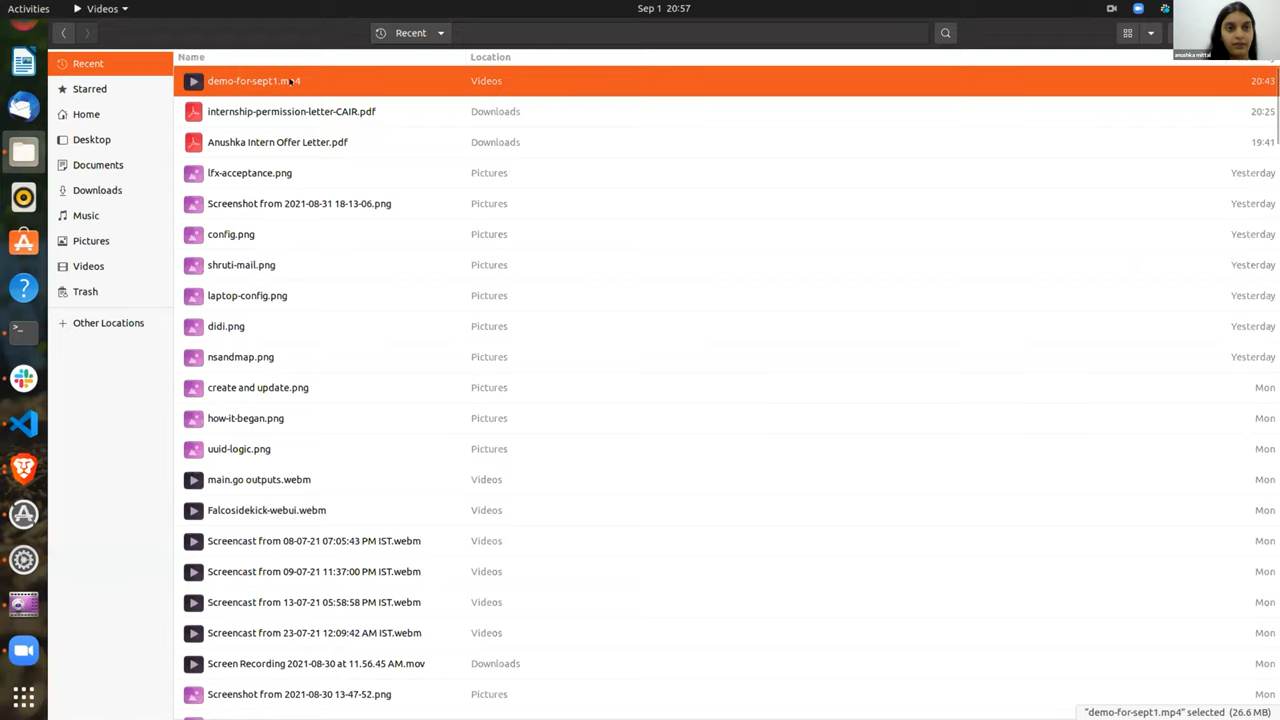 Activities
Videos
Sep 1 20:57
Recent
anushka mittal
Recent
Starred
Home
Desktop
Documents
Downloads
Music
Pictures
Videos
Trash
Other Locations
Name Location
demo-for-sept1.mp4 Videos 20:43
internship-permission-letter-CAIR.pdf Downloads 20:25
Anushka Intern Offer Letter.pdf Downloads 19:41
lfx-acceptance.png Pictures Yesterday
Screenshot from 2021-08-31 18-13-06.png Pictures Yesterday
config.png Pictures Yesterday
shruti-mail.png Pictures Yesterday
laptop-config.png Pictures Yesterday
didi.png Pictures Yesterday
nsandmap.png Pictures Yesterday
create and update.png Pictures Mon
how-it-began.png Pictures Mon
uuid-logic.png Pictures Mon
main.go outputs.webm Videos Mon
Falcosidekick-webui.webm Videos Mon
Screencast from 08-07-21 07:05:43 PM IST.webm Videos Mon
Screencast from 09-07-21 11:37:00 PM IST.webm Videos Mon
Screencast from 13-07-21 05:58:58 PM IST.webm Videos Mon
Screencast from 23-07-21 12:09:42 AM IST.webm Videos Mon
Screen Recording 2021-08-30 at 11.56.45 AM.mov Downloads Mon
Screenshot from 2021-08-30 13-47-52.png Pictures Mon
"demo-for-sept1.mp4" selected (26.6 MB)